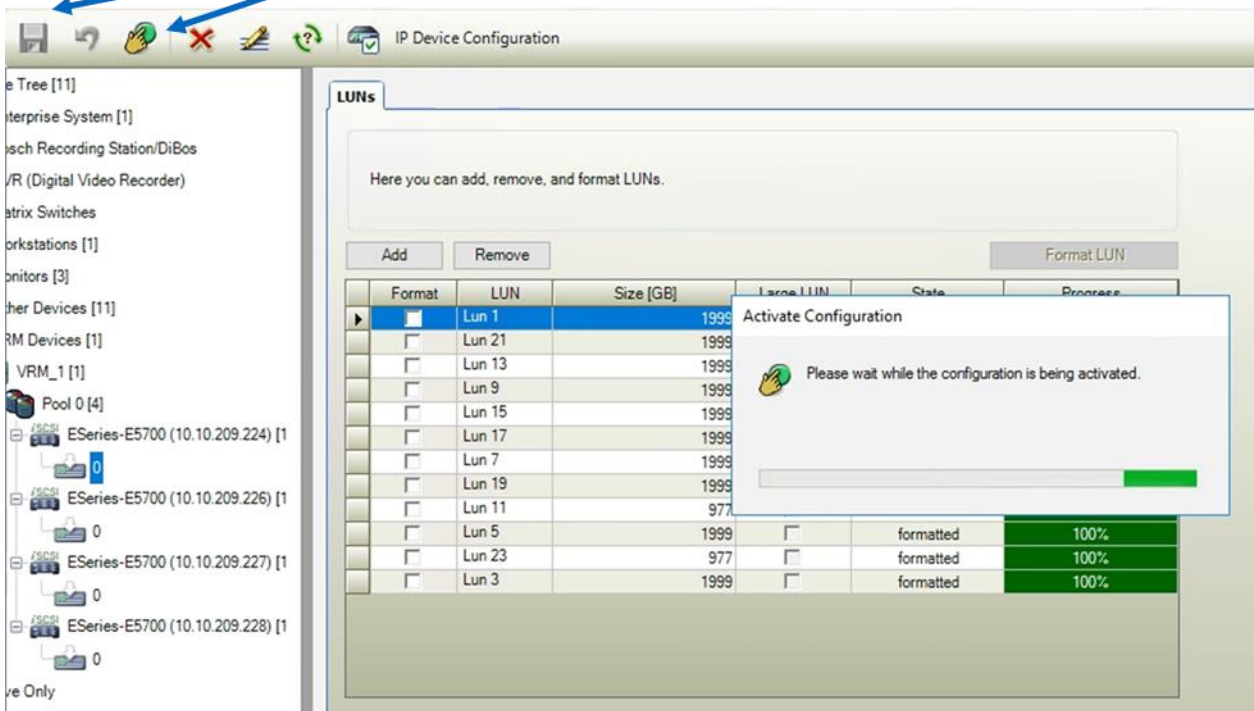 IP Device Configuration
e Tree [11]
terprise System [1]
sch Recording Station/DiBos
VR (Digital Video Recorder)
atrix Switches
orkstations [1]
onitors [3]
her Devices [11]
RM Devices [1]
VRM_1 [1]
Pool 0 [4]
iSCSI ESeries-E5700 (10.10.209.224) [1
0
iSCSI ESeries-E5700 (10.10.209.226) [1
0
iSCSI ESeries-E5700 (10.10.209.227) [1
0
iSCSI ESeries-E5700 (10.10.209.228) [1
0
ve Only
LUNs
Here you can add, remove, and format LUNs.
Add Remove Format LUN
Format LUN Size [GB] Large LUN State Progress
Lun 1 1999
Lun 21 1999
Lun 13 1999
Lun 9 1999
Lun 15 1999
Lun 17 1999
Lun 7 1999
Lun 19 1999
Lun 11 977
Lun 5 1999 formatted 100%
Lun 23 977 formatted 100%
Lun 3 1999 formatted 100%
Activate Configuration
Please wait while the configuration is being activated.